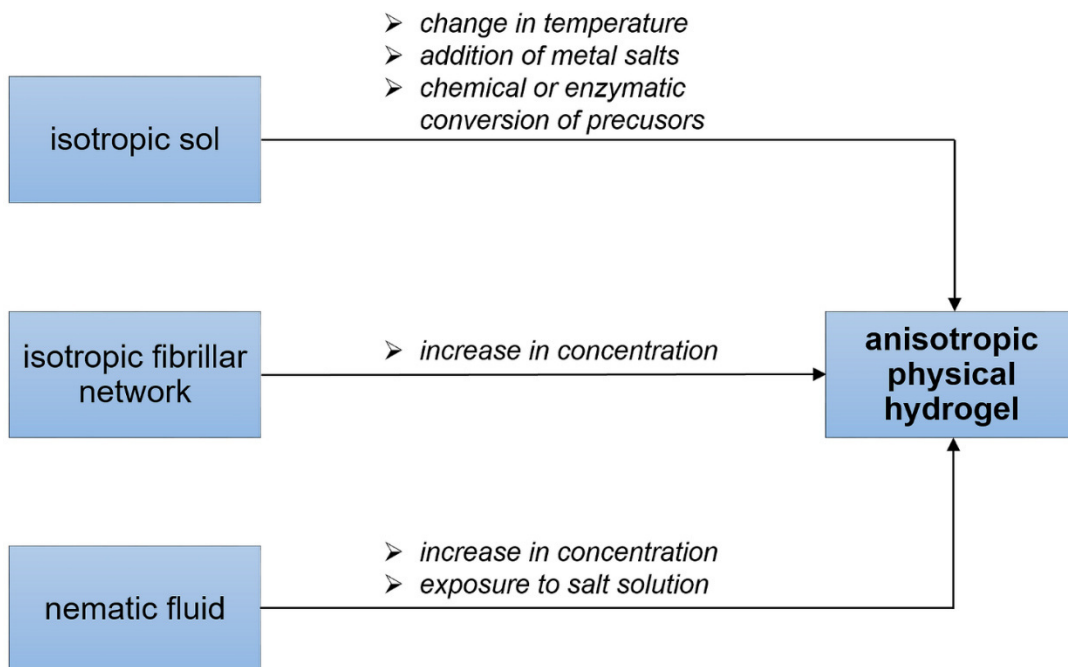 ➢ change in temperature
➢ addition of metal salts
➢ chemical or enzymatic
conversion of precusors
isotropic sol
isotropic fibrillar
network
➢ increase in concentration
anisotropic
physical
hydrogel
➢ increase in concentration
➢ exposure to salt solution
nematic fluid